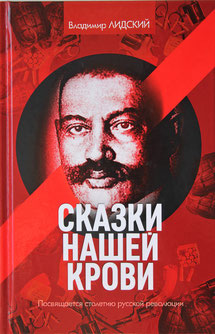 Владимир ЛИДСКИЙ
СКАЗКИ
НАШЕЙ
КРОВИ
Посвящается столетию русской революции